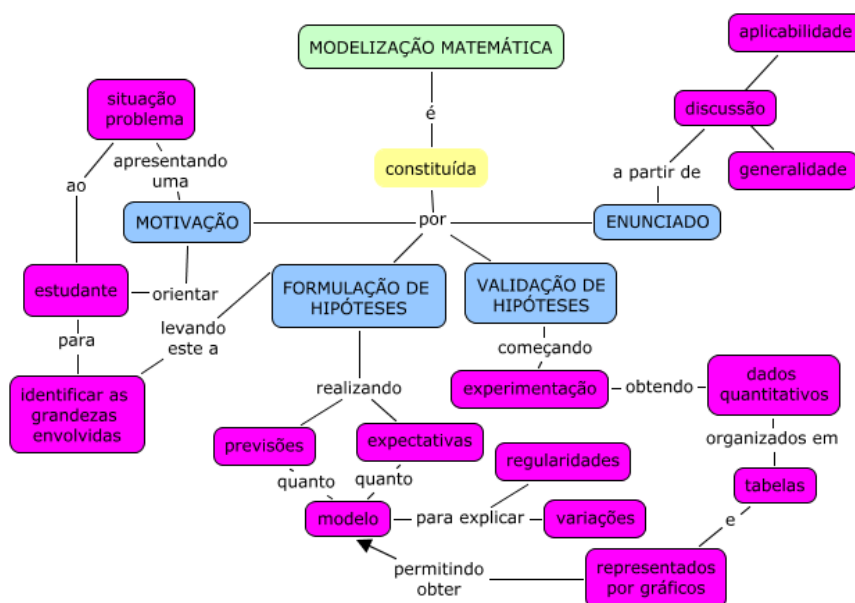 MODELIZAÇÃO MATEMÁTICA
é
constituída
por
MOTIVAÇÃO
apresentando
uma
situação
problema
ao
estudante
orientar
para
identificar as
grandezas
envolvidas
levando
este a
FORMULAÇÃO DE
HIPÓTESES
realizando
previsões
expectativas
quanto
quanto
modelo
para explicar
regularidades
variações
VALIDAÇÃO DE
HIPÓTESES
começando
experimentação
obtendo
dados
quantitativos
organizados em
tabelas
e
representados
por gráficos
permitindo
obter
ENUNCIADO
a partir de
discussão
aplicabilidade
generalidade